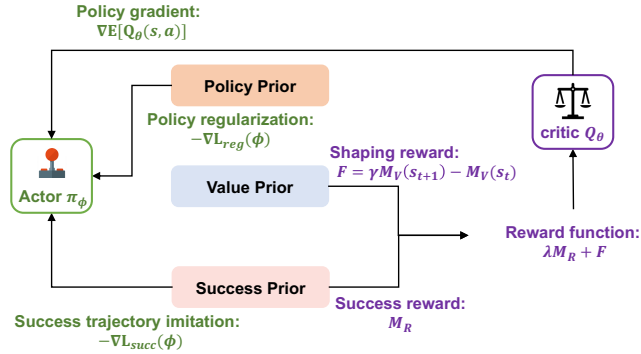 Policy gradient:
∇E[Q_θ(s, a)]
Policy Prior
critic Q_θ
Policy regularization:
−∇L_reg(ϕ)
Shaping reward:
F = γM_V(s_{t+1}) − M_V(s_t)
Actor π_ϕ
Value Prior
Reward function:
λM_R + F
Success Prior
Success reward:
M_R
Success trajectory imitation:
−∇L_succ(ϕ)